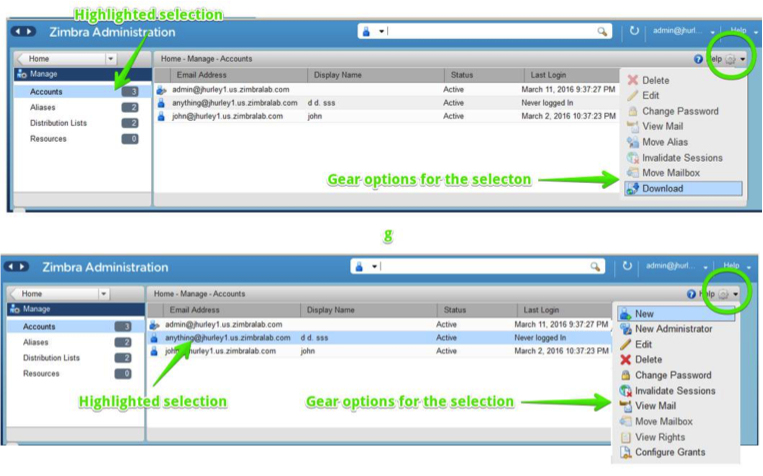 Highlighted selection
Zimbra Administration
admin@jhurl...
Help
Home
Home - Manage - Accounts
elp
Manage
Email Address Display Name Status Last Login
Accounts 3
admin@jhurley1.us.zimbralab.com Active March 11, 2016 9:37:27 PM
anything@jhurley1.us.zimbralab.com d d. sss Active Never logged In
john@jhurley1.us.zimbralab.com john Active March 2, 2016 10:37:23 PM
Aliases 2
Distribution Lists 2
Resources 0
Delete
Edit
Change Password
View Mail
Move Alias
Invalidate Sessions
Move Mailbox
Download
Gear options for the selecton
g
Zimbra Administration
admin@jhurl...
Help
Home
Home - Manage - Accounts
Help
Manage
Email Address Display Name Status Last Login
Accounts 3
admin@jhurley1.us.zimbralab.com Active March 11, 2016 9:37:27 PM
anything@jhurley1.us.zimbralab.com d d. sss Active Never logged In
john@jhurley1.us.zimbralab.com john Active March 2, 2016 10:37:23 PM
Aliases 2
Distribution Lists 2
Resources 0
New
New Administrator
Edit
Delete
Change Password
Invalidate Sessions
View Mail
Move Mailbox
View Rights
Configure Grants
Highlighted selection
Gear options for the selection